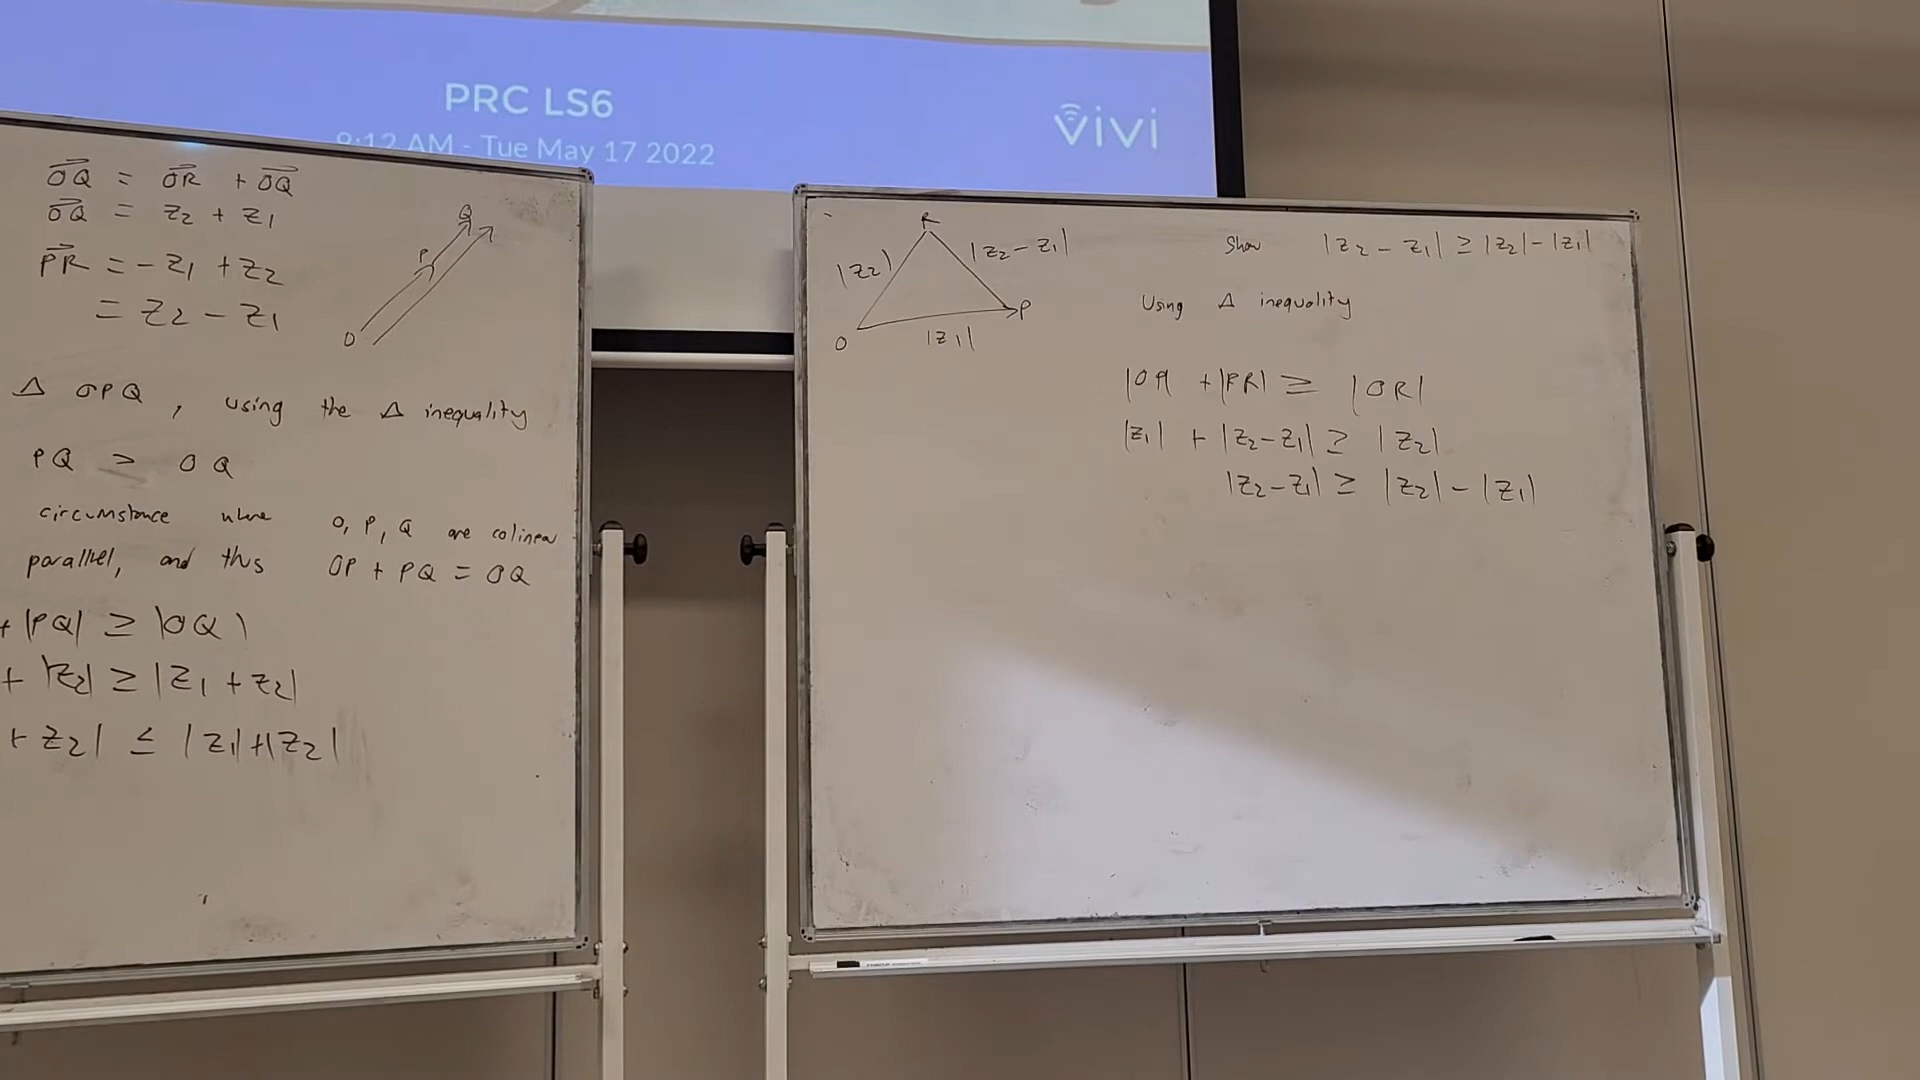 PRC LS6
9:12 AM - Tue May 17 2022
vivi
OQ = OR + OQ
OQ = z2 + z1
PR = -z1 + z2
= z2 - z1
Q
P
O
Δ OPQ, using the Δ inequality
PQ > OQ
circumstance where O, P, Q are colinear
parallel, and thus OP + PQ = OQ
+ |PQ| ≥ |OQ|
+ |z2| ≥ |z1 + z2|
+ z2| ≤ |z1| + |z2|
R
|z2|
|z2 - z1|
P
O
|z1|
Show |z2 - z1| ≥ |z2| - |z1|
Using Δ inequality
|OP| + |PR| ≥ |OR|
|z1| + |z2 - z1| ≥ |z2|
|z2 - z1| ≥ |z2| - |z1|